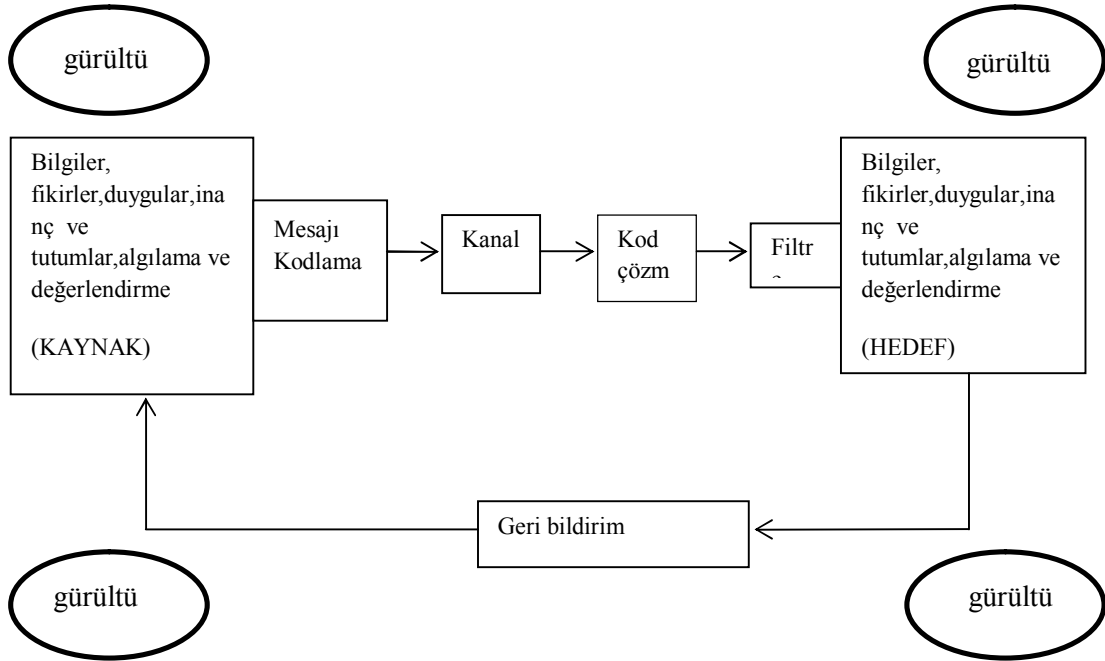 gürültü
gürültü
Bilgiler,
fikirler,duygular,ina
nç ve
tutumlar,algılama ve
değerlendirme
(KAYNAK)
Mesajı
Kodlama
Kanal
Kod
çözm
Filtr
Bilgiler,
fikirler,duygular,ina
nç ve
tutumlar,algılama ve
değerlendirme
(HEDEF)
Geri bildirim
gürültü
gürültü